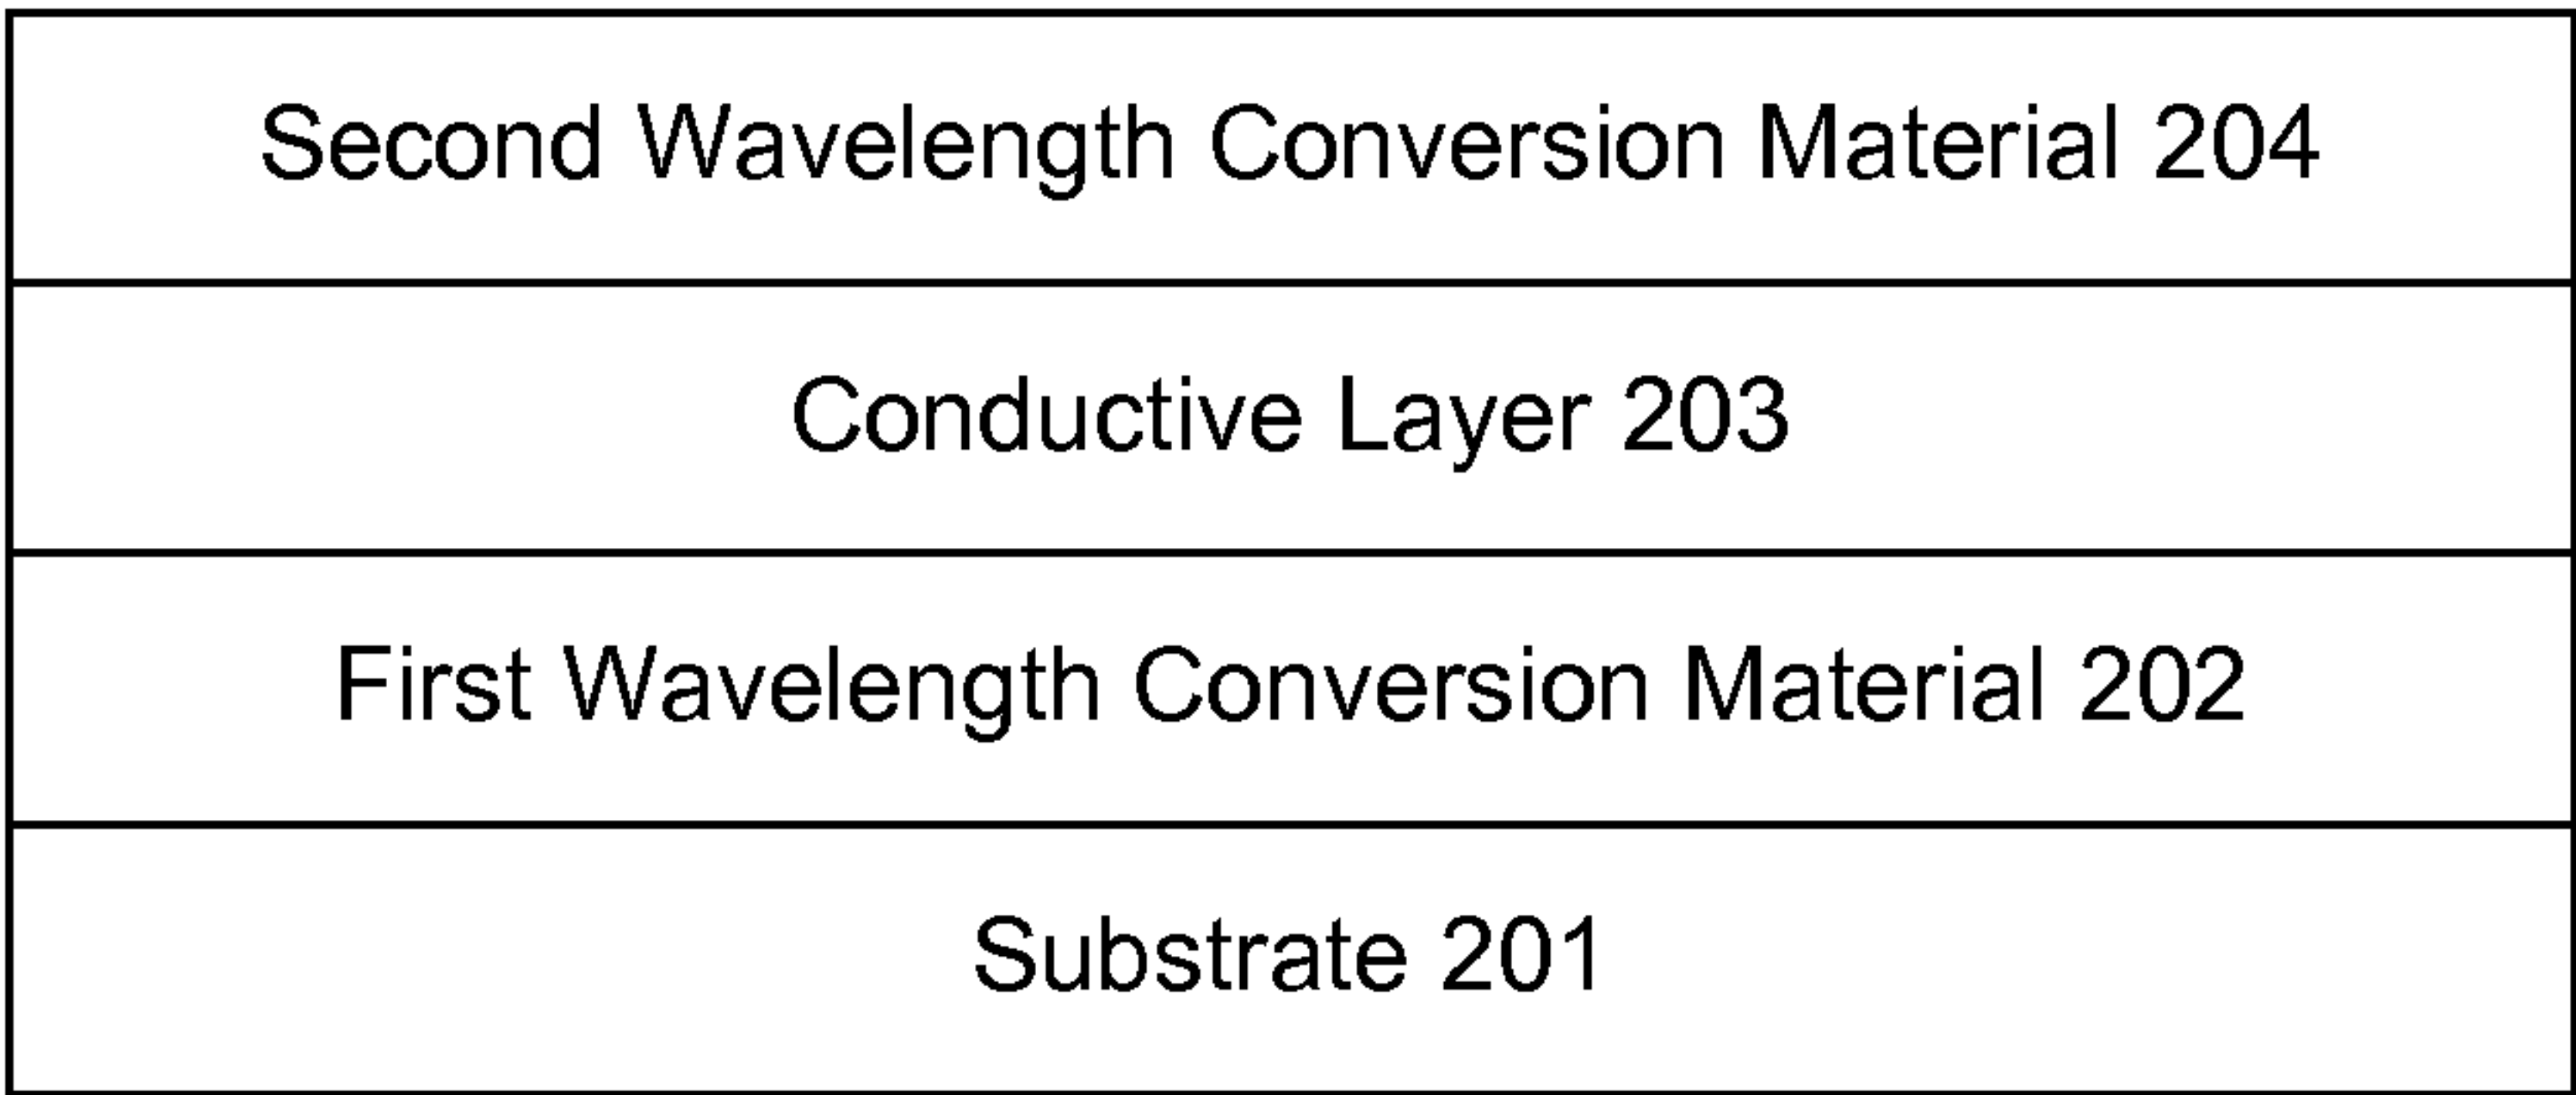 Second Wavelength Conversion Material 204
Conductive Layer 203
First Wavelength Conversion Material 202
Substrate 201